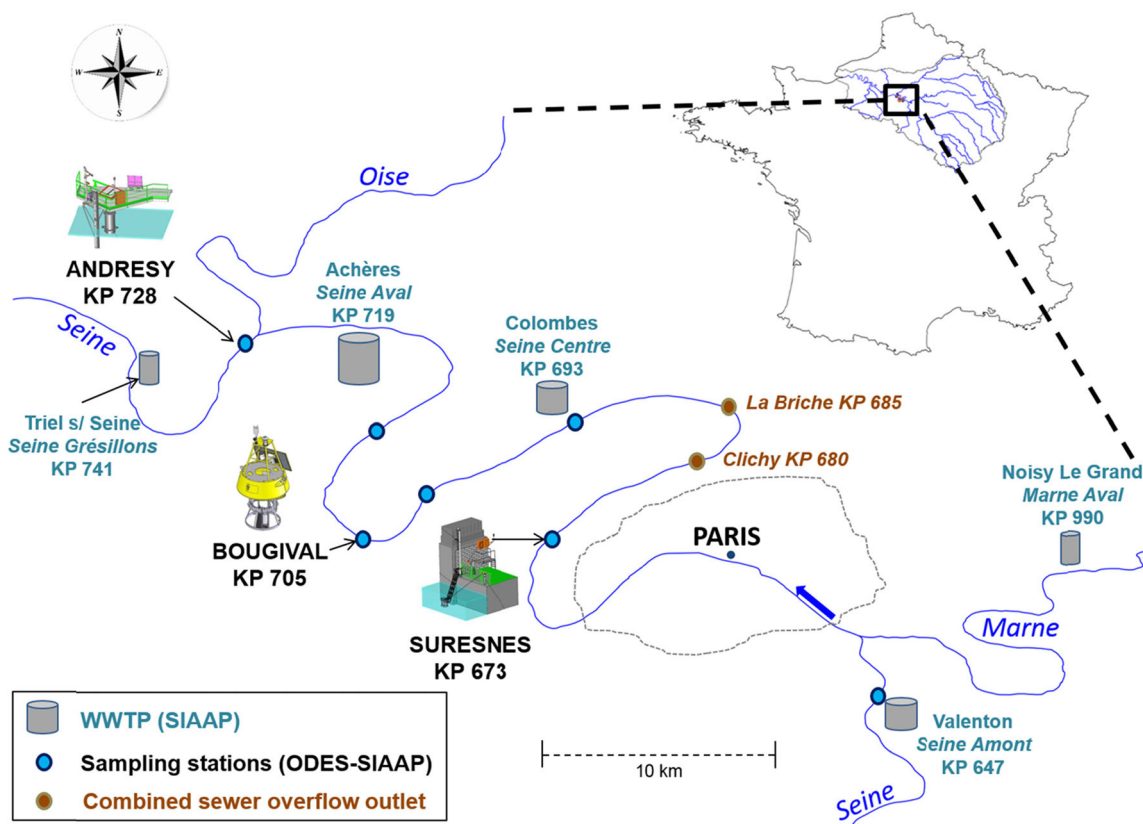 N
W
E
S
Oise
ANDRESY
KP 728
Seine
Achères
Seine Aval
KP 719
Colombes
Seine Centre
KP 693
Triel s/ Seine
Seine Grésillons
KP 741
La Briche KP 685
Clichy KP 680
Noisy Le Grand
Marne Aval
KP 990
BOUGIVAL
KP 705
PARIS
SURESNES
KP 673
Marne
Valenton
Seine Amont
KP 647
Seine
10 km
WWTP (SIAAP)
Sampling stations (ODES-SIAAP)
Combined sewer overflow outlet